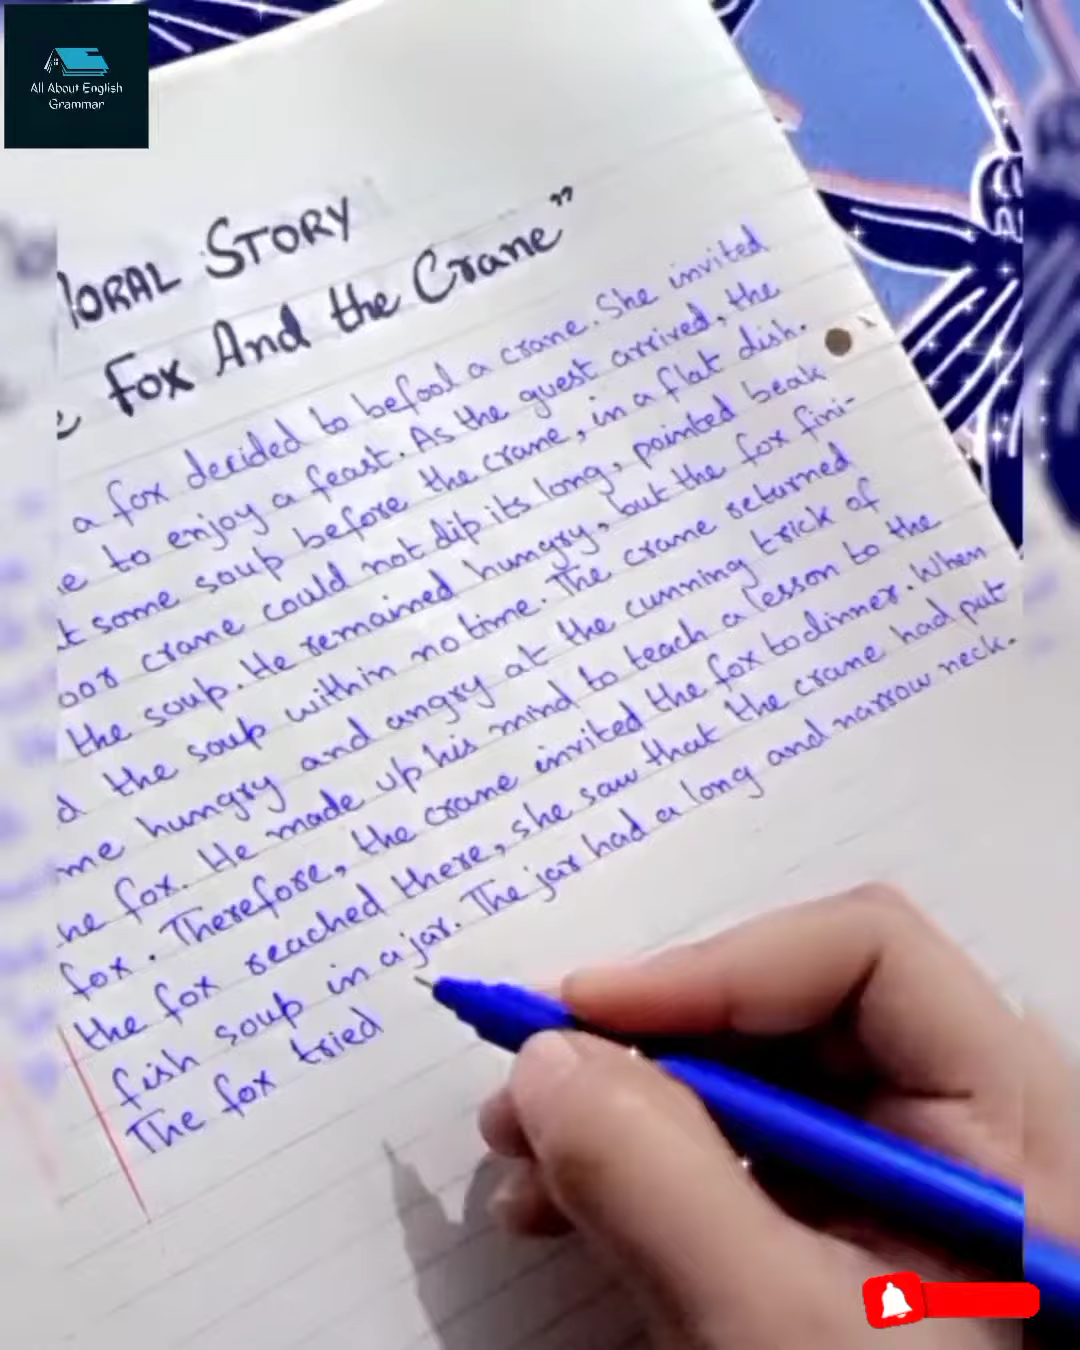 All About English
Grammar
MORAL STORY
Fox And the Crane"
a fox decided to befool a crane. She invited
e to enjoy a feast. As the guest arrived, the
t some soup before the crane, in a flat dish.
oor crane could not dip its long, pointed beak
the soup. He remained hungry, but the fox fini-
d the soup within no time. The crane returned
me hungry and angry at the cunning trick of
he fox. He made up his mind to teach a lesson to the
fox. Therefore, the crane invited the fox to dinner. When
the fox reached there, she saw that the crane had put
fish soup in a jar. The jar had a long and narrow neck.
The fox tried